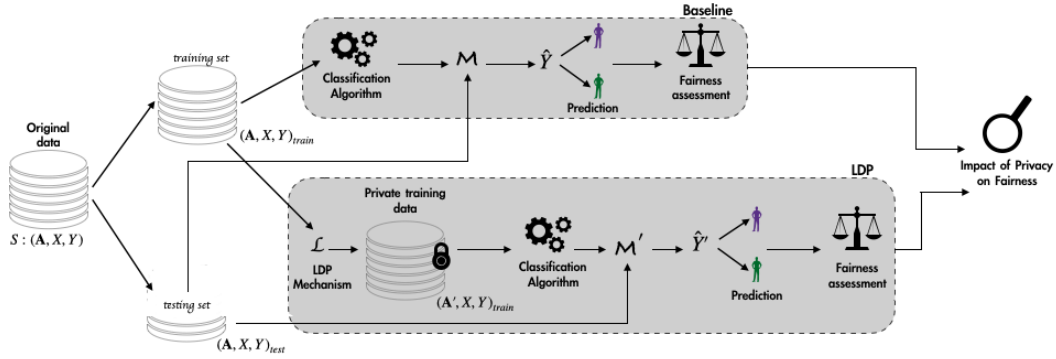 Baseline
training set
Classification
Algorithm
M
Ŷ
Prediction
Fairness
assessment
Original
data
(A, X, Y)train
S : (A, X, Y)
Impact of Privacy
on Fairness
LDP
Private training
data
ℒ
LDP
Mechanism
(A′, X, Y)train
Classification
Algorithm
M′
Ŷ′
Prediction
Fairness
assessment
testing set
(A, X, Y)test